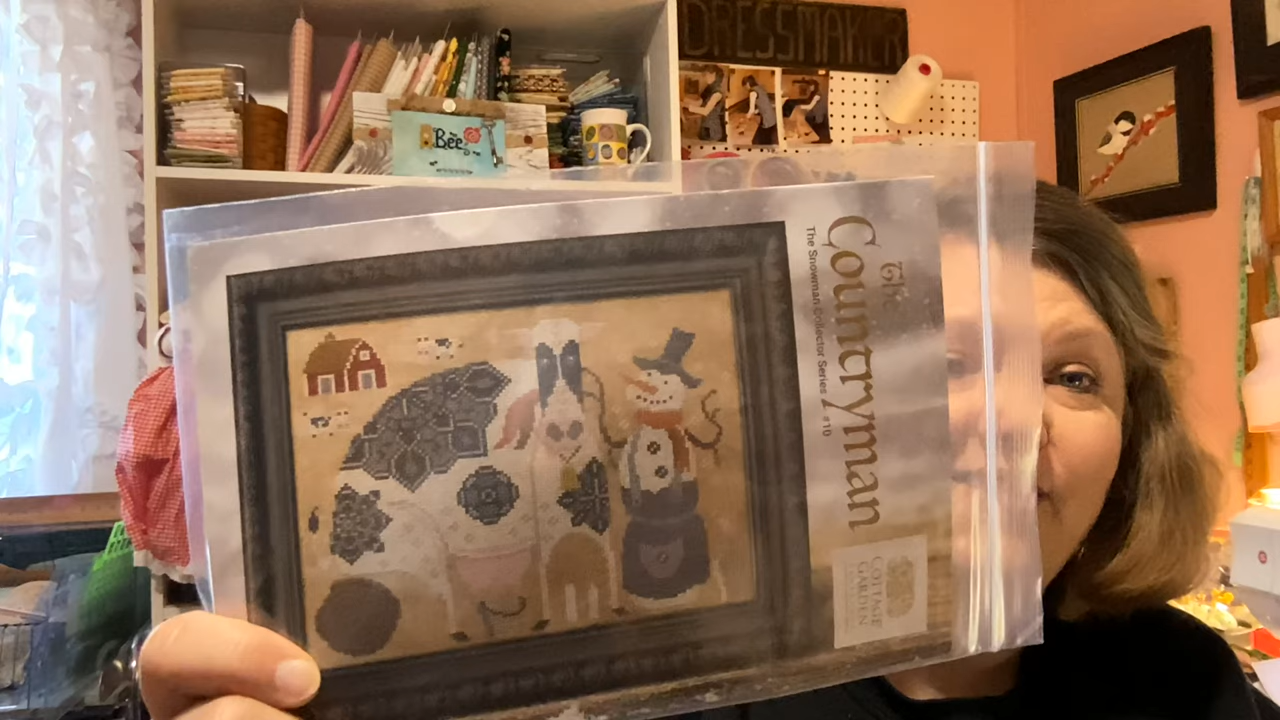 DRESSMAKER
Bee
The
Countryman
The Snowman Collector Series #10
COTTAGE
GARDEN